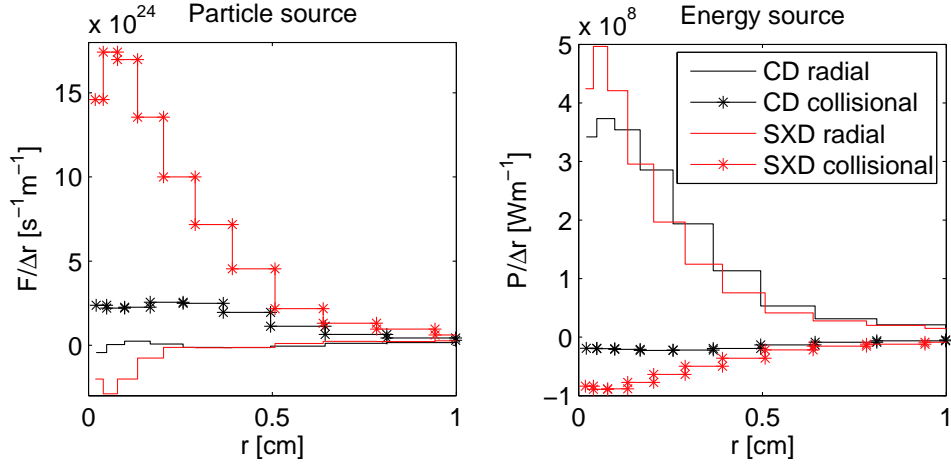 Particle source
x 10^24
15
10
5
0
F/Δr [s^−1m^−1]
0
0.5
1
r [cm]
Energy source
x 10^8
5
4
3
2
1
0
−1
P/Δr [Wm^−1]
0
0.5
1
r [cm]
CD radial
CD collisional
SXD radial
SXD collisional